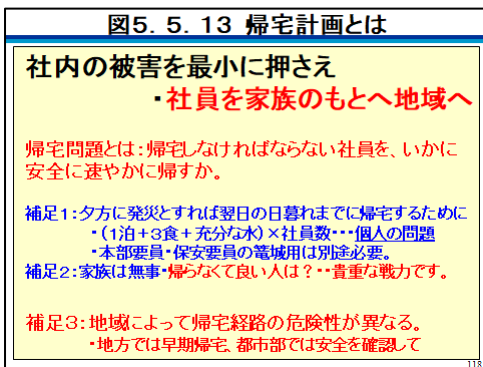 図5．5．13 帰宅計画とは
社内の被害を最小に押さえ
・社員を家族のもとへ地域へ
帰宅問題とは：帰宅しなければならない社員を、いかに
安全に速やかに帰すか。
補足1：夕方に発災とすれば翌日の日暮れまでに帰宅するために
・（1泊＋3食＋充分な水）×社員数・・・個人の問題
・本部要員・保安要員の篭城用は別途必要。
補足2：家族は無事・帰らなくて良い人は？・・貴重な戦力です。
補足3：地域によって帰宅経路の危険性が異なる。
・地方では早期帰宅、都市部では安全を確認して
118